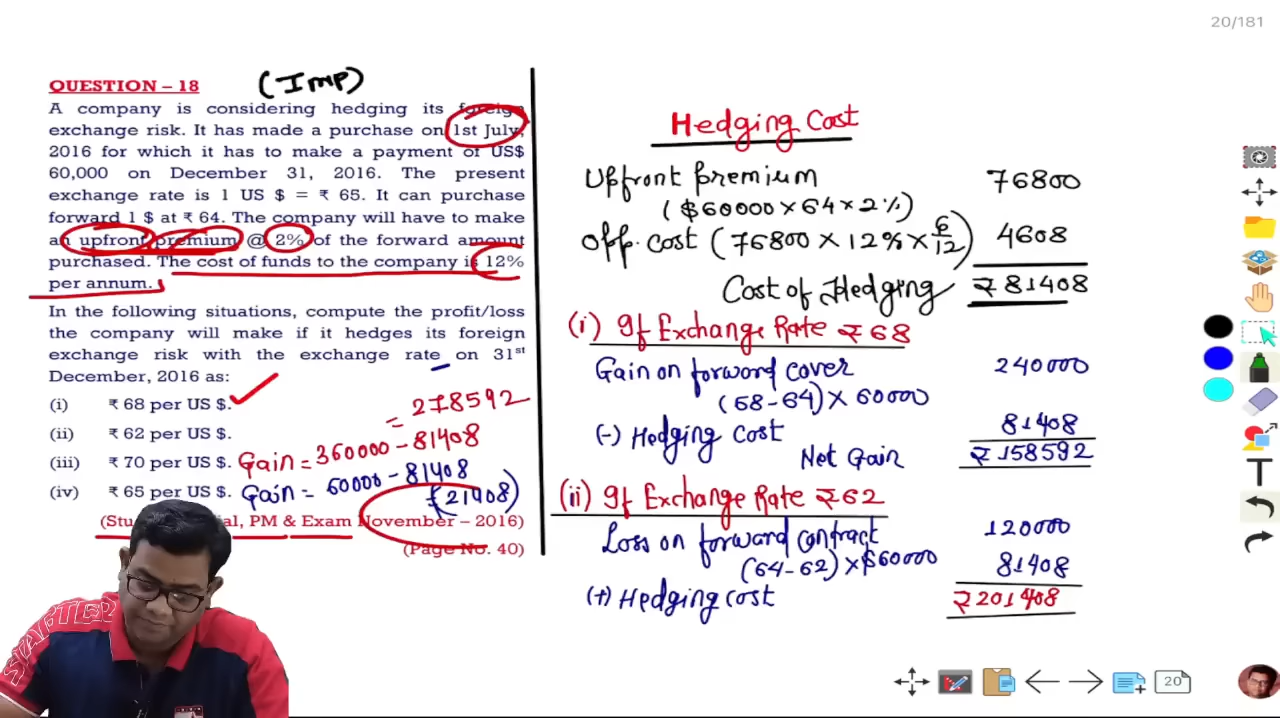 20/181
QUESTION – 18 (Imp)
A company is considering hedging its foreign
exchange risk. It has made a purchase on 1st July,
2016 for which it has to make a payment of US$
60,000 on December 31, 2016. The present
exchange rate is 1 US $ = ₹ 65. It can purchase
forward 1 $ at ₹ 64. The company will have to make
an upfront premium @ 2% of the forward amount
purchased. The cost of funds to the company is 12%
per annum.
In the following situations, compute the profit/loss
the company will make if it hedges its foreign
exchange risk with the exchange rate on 31st
December, 2016 as:
(i) ₹ 68 per US $.
= 278592
(ii) ₹ 62 per US $.
(iii) ₹ 70 per US $. Gain = 360000 - 81408
(iv) ₹ 65 per US $. Gain = 60000 - 81408
= (21408)
PM & Exam November – 2016)
(Page No. 40)
Hedging Cost
Upfront premium 76800
($60000 × 64 × 2%)
Opp. Cost (76800 × 12% × 6/12) 4608
Cost of Hedging ₹81408
(i) If Exchange Rate ₹68
Gain on forward cover 240000
(68-64) × 60000
(-) Hedging Cost 81408
Net Gain ₹158592
(ii) If Exchange Rate ₹62
Loss on forward contract 120000
(64-62) × $60000 81408
(+) Hedging cost ₹201408
STARTED
20